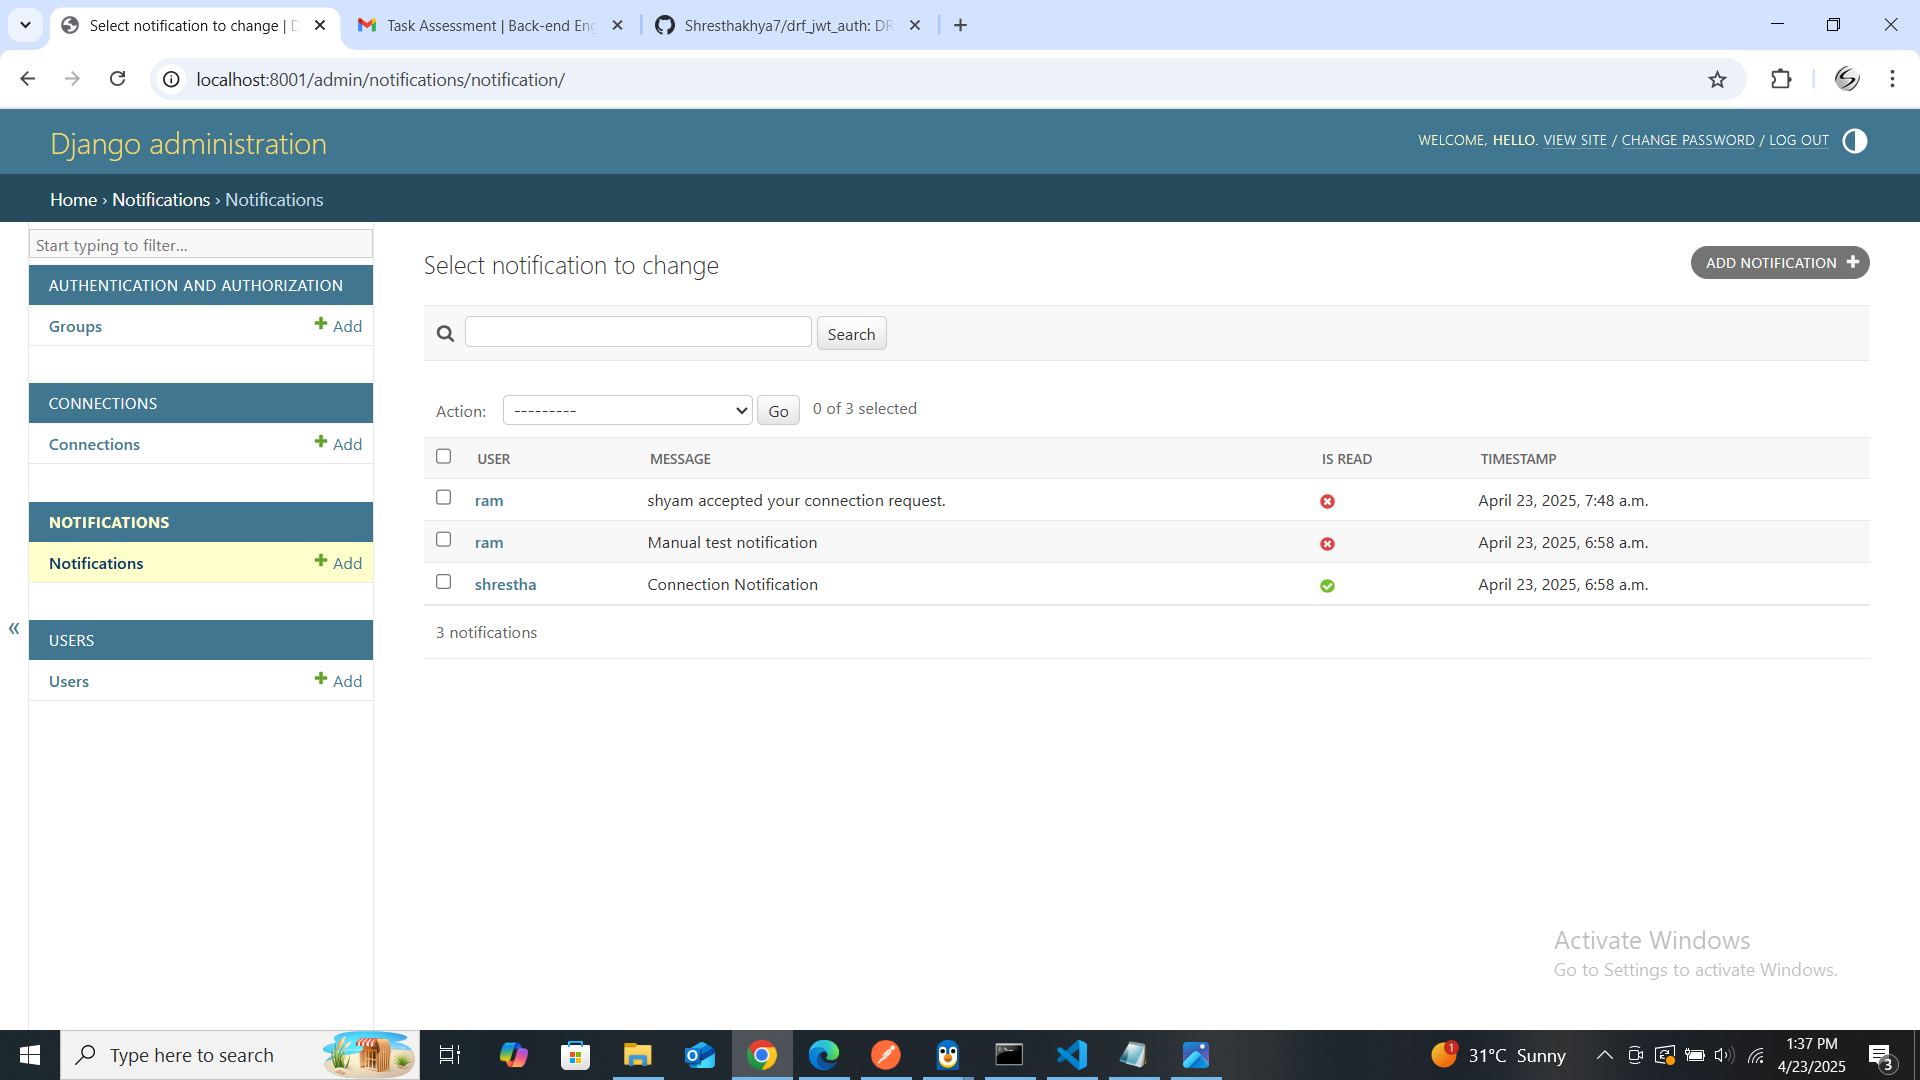 Select notification to change | D
Task Assessment | Back-end Eng
Shresthakhya7/drf_jwt_auth: DR
localhost:8001/admin/notifications/notification/
Django administration
WELCOME, HELLO. VIEW SITE / CHANGE PASSWORD / LOG OUT
Home › Notifications › Notifications
Start typing to filter...
AUTHENTICATION AND AUTHORIZATION
Groups + Add
CONNECTIONS
Connections + Add
NOTIFICATIONS
Notifications + Add
«
USERS
Users + Add
Select notification to change
ADD NOTIFICATION +
Search
Action: --------- Go 0 of 3 selected
USER MESSAGE IS READ TIMESTAMP
ram shyam accepted your connection request. April 23, 2025, 7:48 a.m.
ram Manual test notification April 23, 2025, 6:58 a.m.
shrestha Connection Notification April 23, 2025, 6:58 a.m.
3 notifications
Activate Windows
Go to Settings to activate Windows.
Type here to search
1
31°C Sunny
1:37 PM
4/23/2025
3